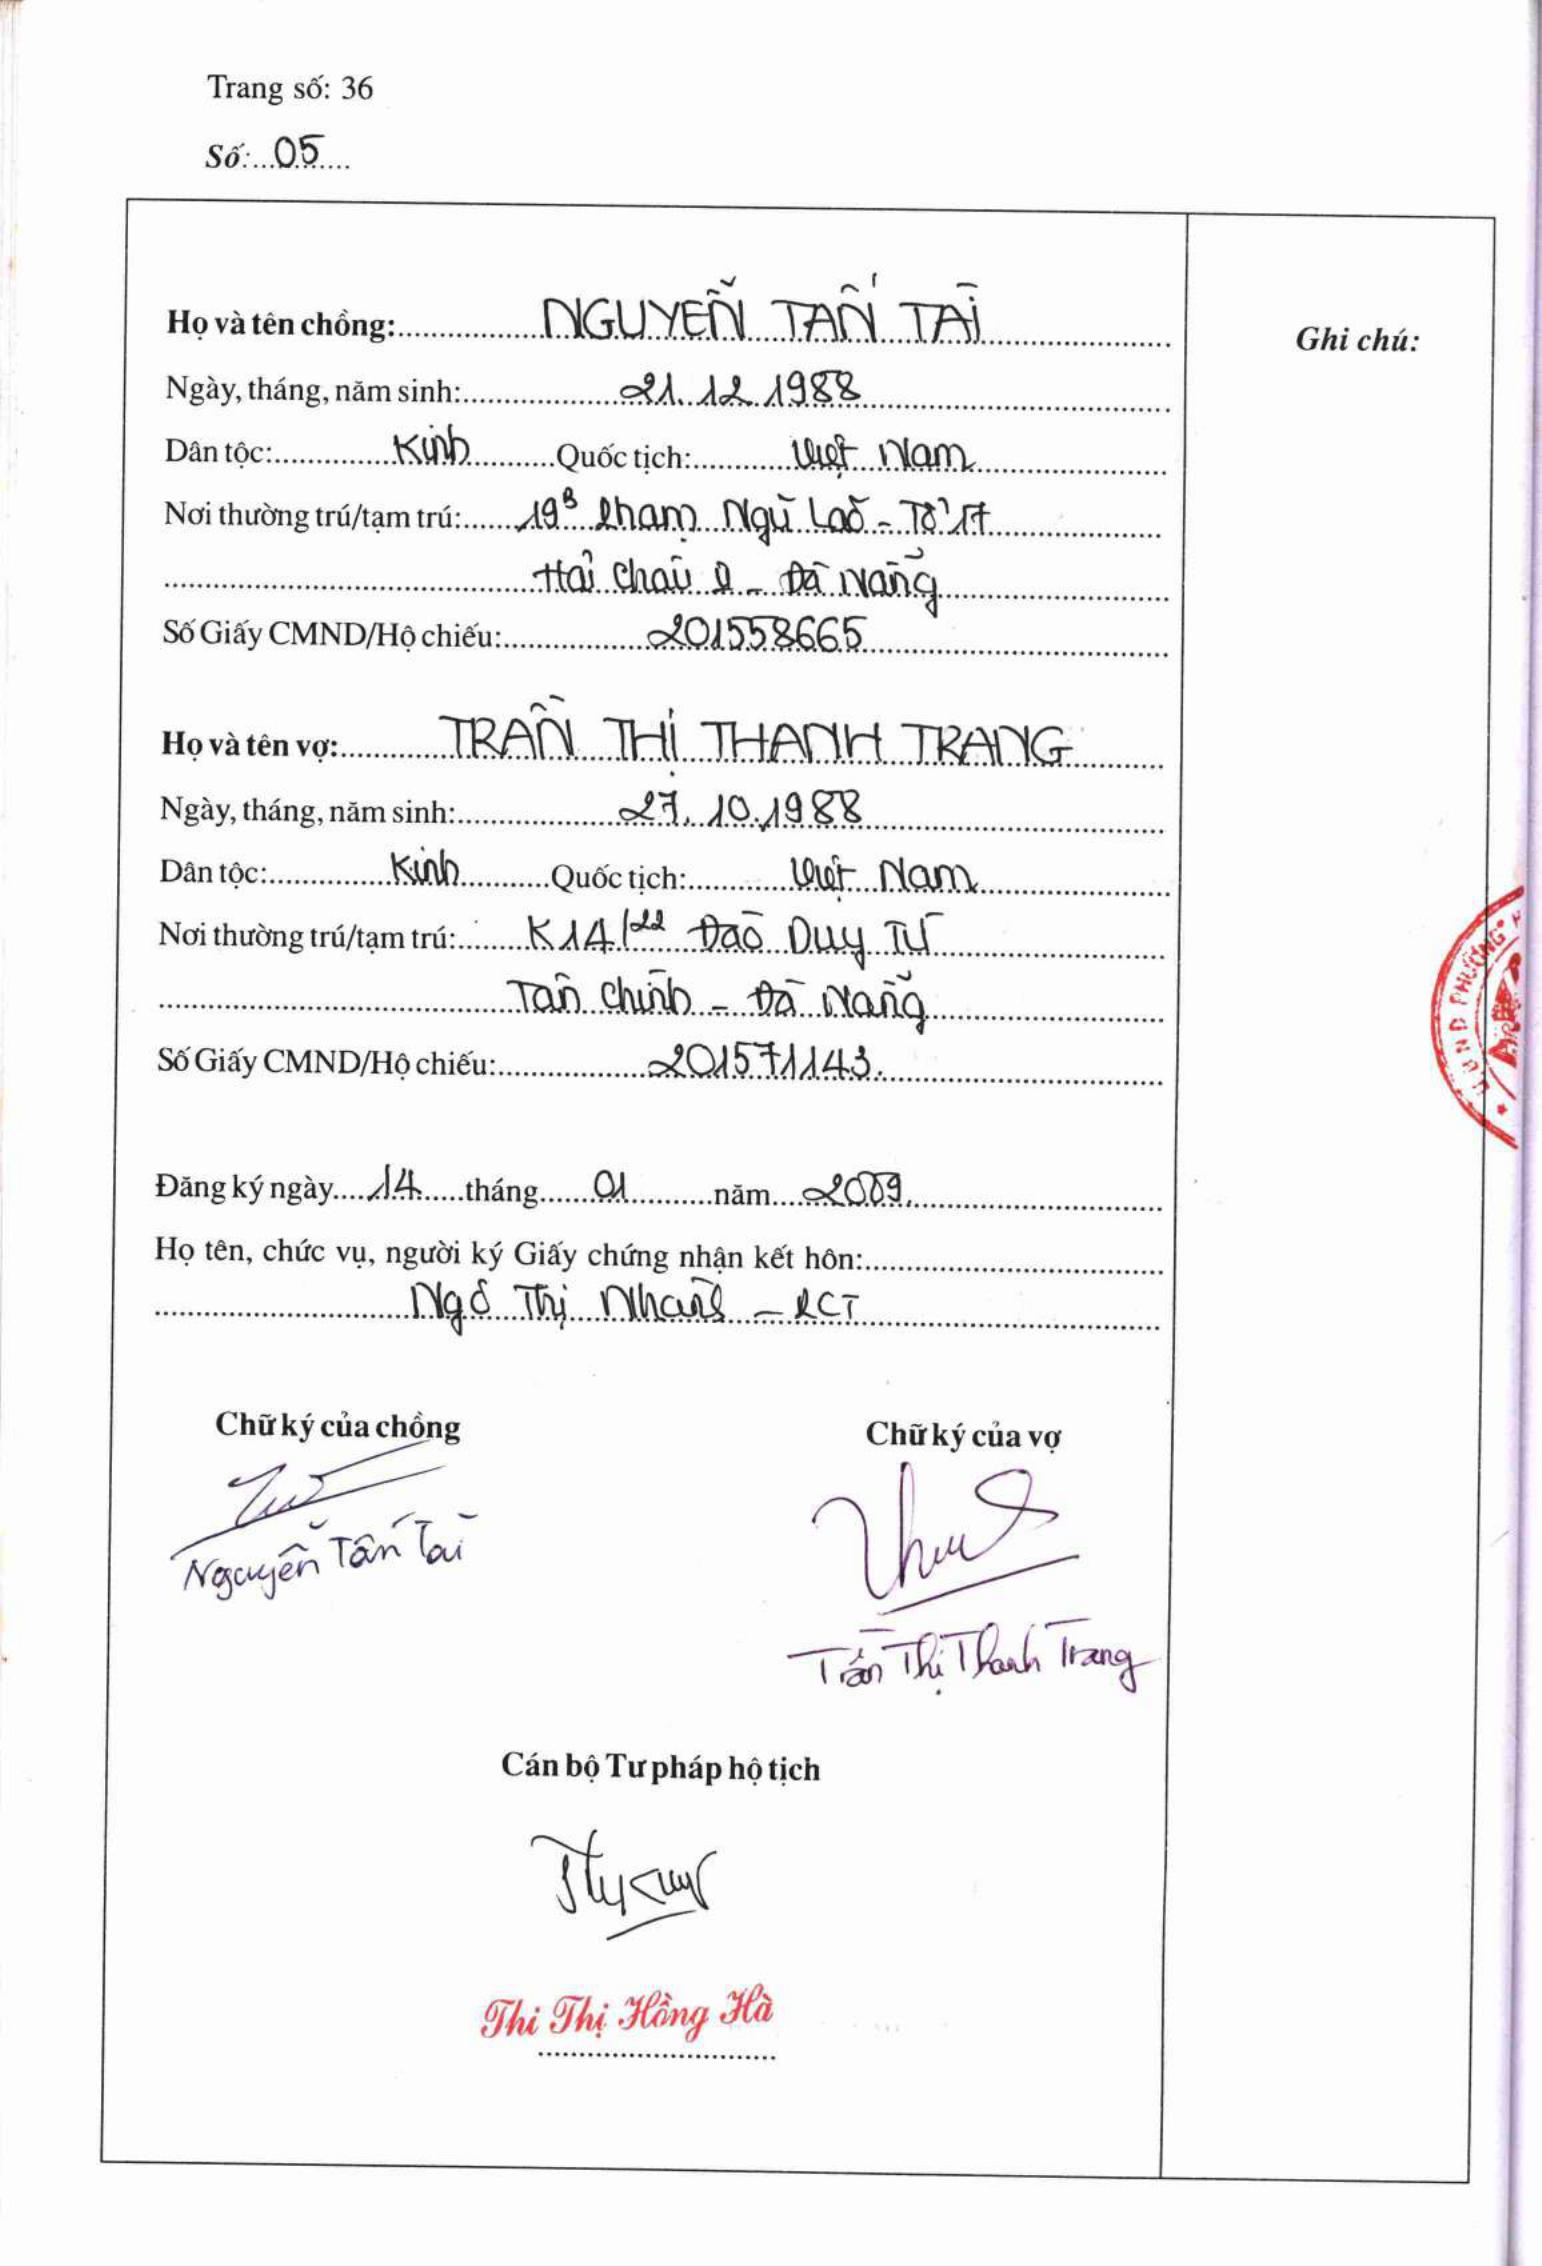 Trang số: 36
Số: 05
Họ và tên chồng: NGUYỄN TẤN TÀI
Ghi chú:
Ngày, tháng, năm sinh: 21.12.1988
Dân tộc: Kinh Quốc tịch: Việt Nam
Nơi thường trú/tạm trú: 19B Phạm Ngũ Lão - Tổ 17
Hải Châu I - Đà Nẵng
Số Giấy CMND/Hộ chiếu: 201558665
Họ và tên vợ: TRẦN THỊ THANH TRANG
Ngày, tháng, năm sinh: 27.10.1988
Dân tộc: Kinh Quốc tịch: Việt Nam
Nơi thường trú/tạm trú: K14/22 Đào Duy Từ
Tân Chính - Đà Nẵng
Số Giấy CMND/Hộ chiếu: 201571143.
U.B.N.D PHƯỜNG
Đăng ký ngày 14 tháng 01 năm 2009.
Họ tên, chức vụ, người ký Giấy chứng nhận kết hôn:
Ngô Thị Nhạn - PCT
Chữ ký của chồng
Chữ ký của vợ
Nguyễn Tấn Tài
Trần Thị Thanh Trang
Cán bộ Tư pháp hộ tịch
Thi Thị Hồng Hà